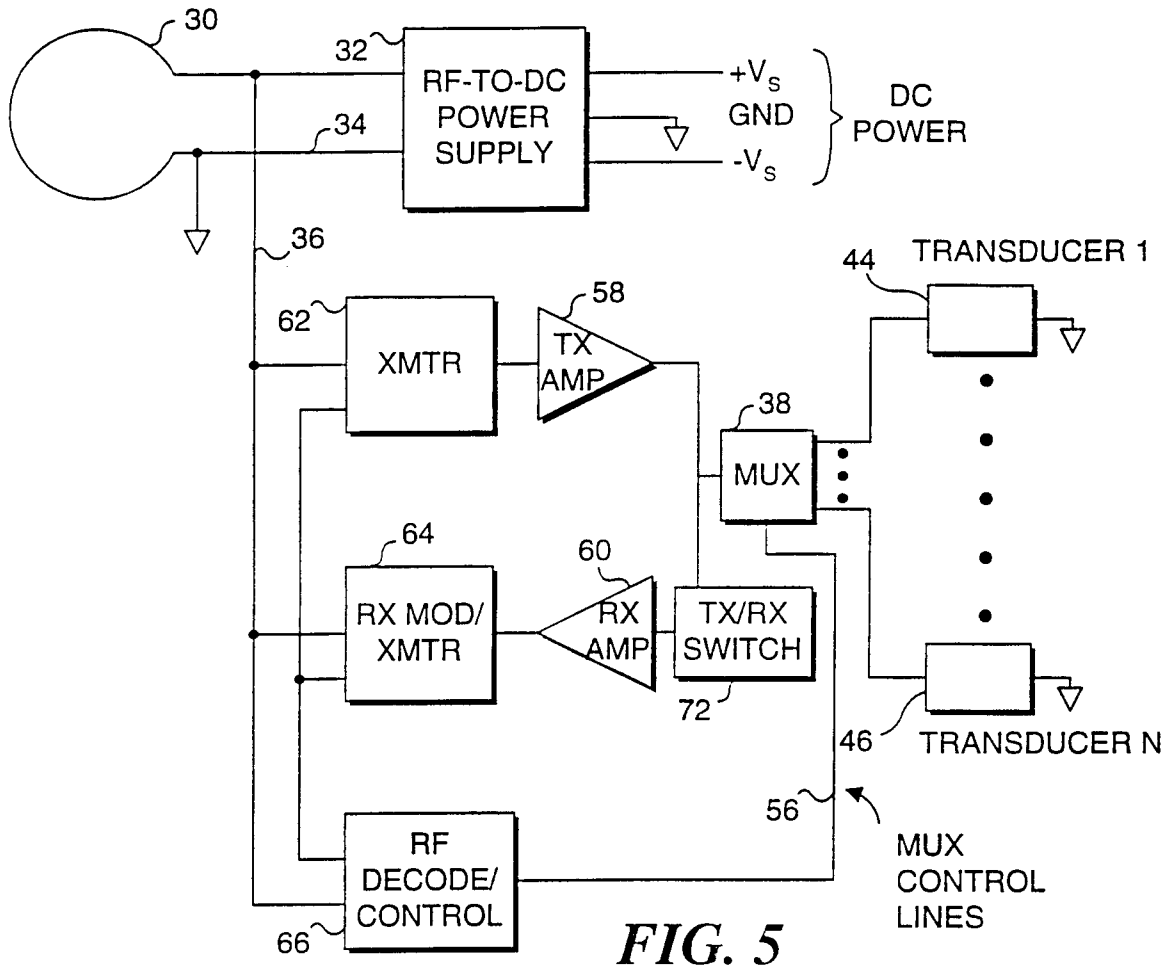 30
32
RF-TO-DC
POWER
SUPPLY
+VS
GND
-VS
DC
POWER
34
36
TRANSDUCER 1
44
62
XMTR
58
TX
AMP
38
MUX
64
RX MOD/
XMTR
60
RX
AMP
TX/RX
SWITCH
72
46
TRANSDUCER N
56
MUX
CONTROL
LINES
RF
DECODE/
CONTROL
66
FIG. 5